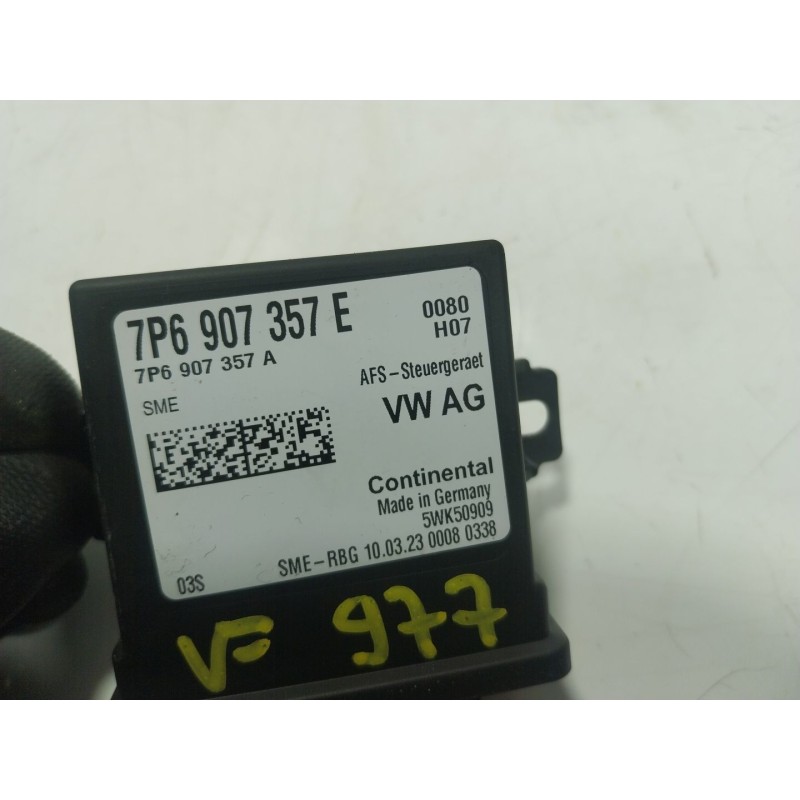 7P6 907 357 E
7P6 907 357 A
0080
H07
AFS-Steuergeraet
SME
VW AG
Continental
Made in Germany
5WK50909
SME-RBG 10.03.23 0008 0338
03S
V= 977